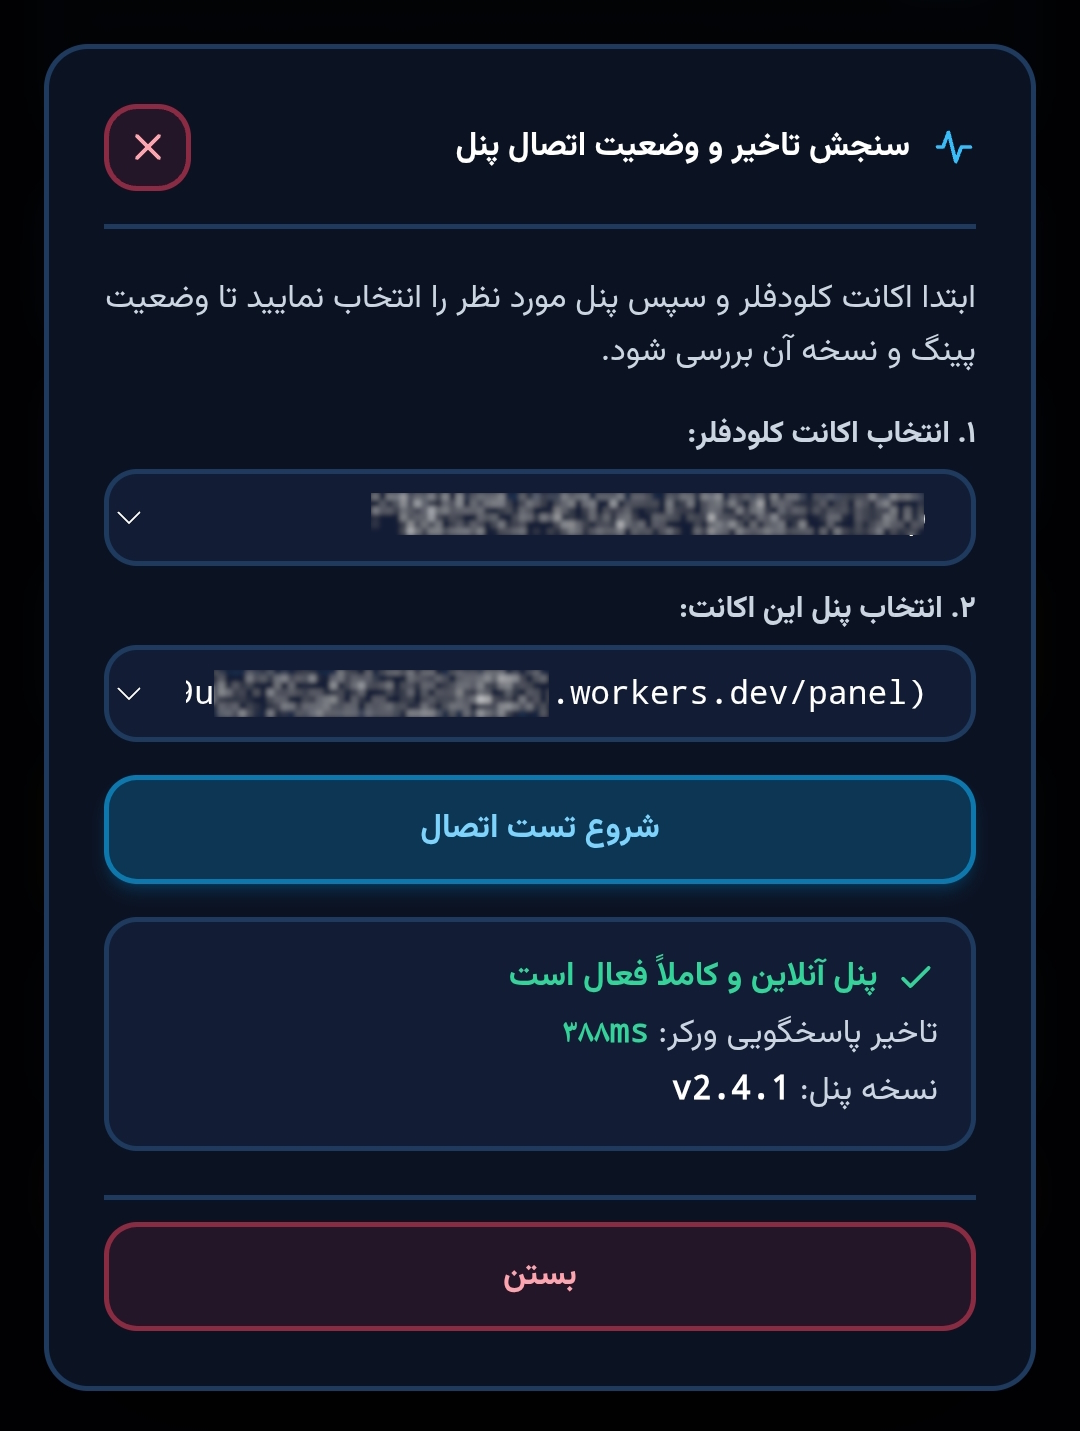 سنجش تاخیر و وضعیت اتصال پنل
ابتدا اکانت کلودفلر و سپس پنل مورد نظر را انتخاب نمایید تا وضعیت
پینگ و نسخه آن بررسی شود.
۱. انتخاب اکانت کلودفلر:
۲. انتخاب پنل این اکانت:
.workers.dev/panel)
شروع تست اتصال
پنل آنلاین و کاملاً فعال است
تاخیر پاسخگویی ورکر: ۳۸۸ms
نسخه پنل: v2.4.1
بستن